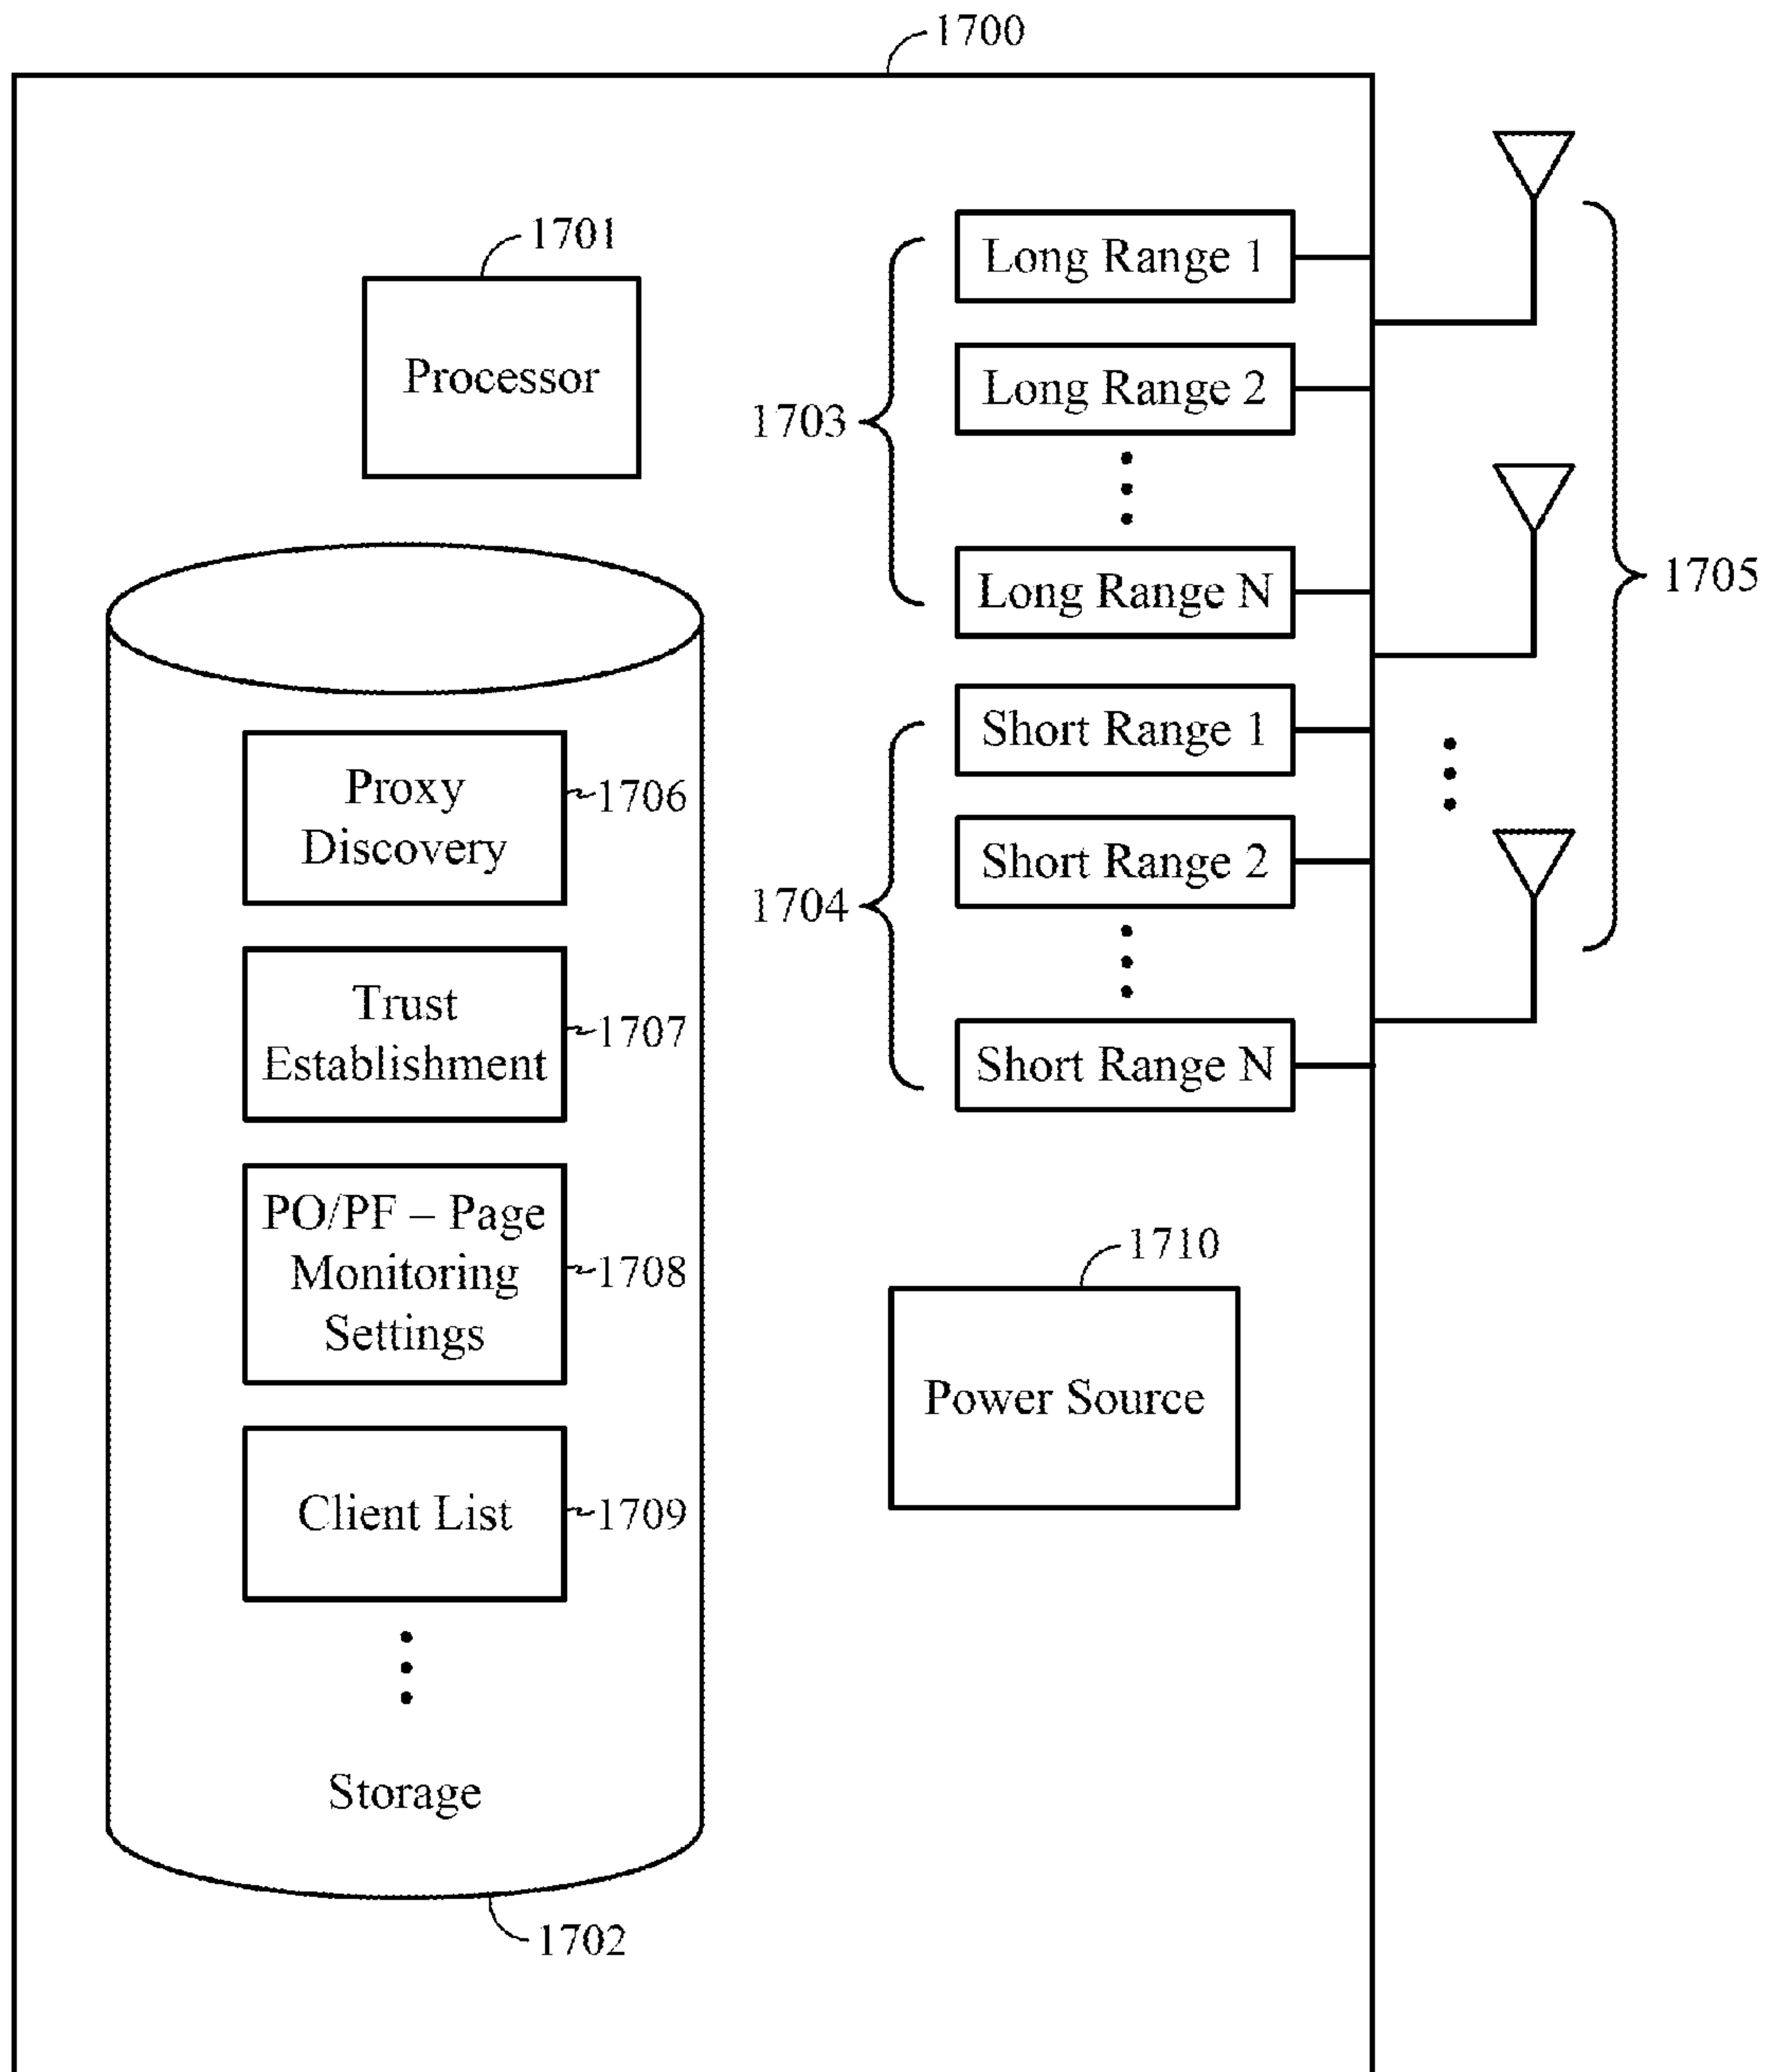 1700
1701
Processor
1703
Long Range 1
Long Range 2
Long Range N
1705
1704
Short Range 1
Short Range 2
Short Range N
Proxy
Discovery
1706
Trust
Establishment
1707
PO/PF – Page
Monitoring
Settings
1708
Client List
1709
Storage
1702
1710
Power Source